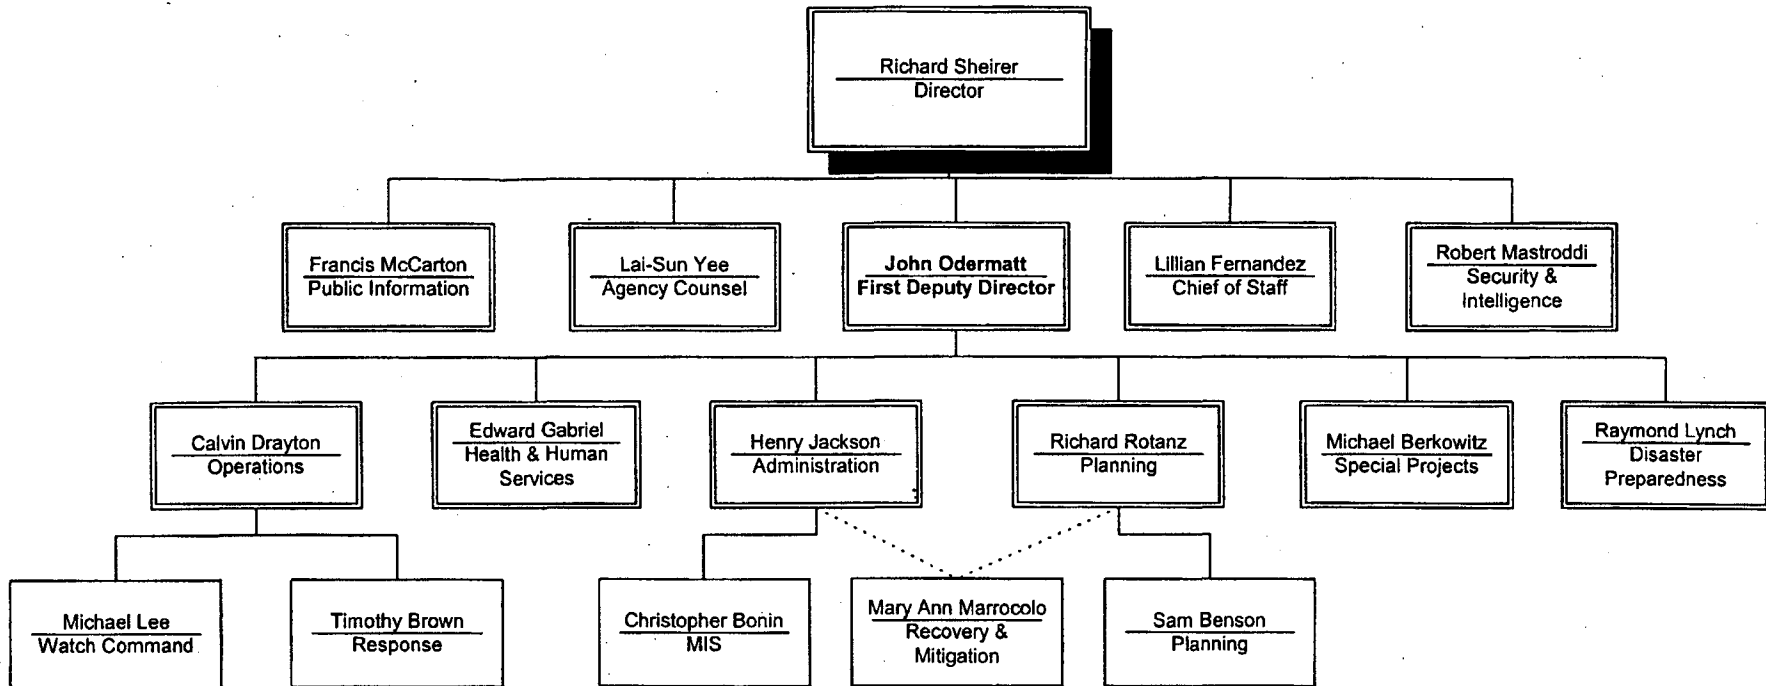 Richard Sheirer
Director
Francis McCarton
Public Information
Lai-Sun Yee
Agency Counsel
John Odermatt
First Deputy Director
Lillian Fernandez
Chief of Staff
Robert Mastroddi
Security &
Intelligence
Calvin Drayton
Operations
Edward Gabriel
Health & Human
Services
Henry Jackson
Administration
Richard Rotanz
Planning
Michael Berkowitz
Special Projects
Raymond Lynch
Disaster
Preparedness
Michael Lee
Watch Command
Timothy Brown
Response
Christopher Bonin
MIS
Mary Ann Marrocolo
Recovery &
Mitigation
Sam Benson
Planning